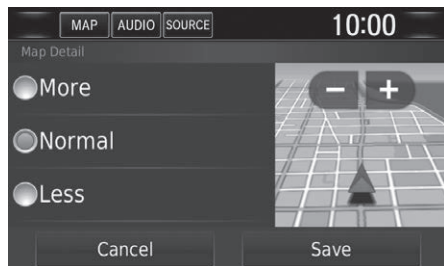 MAP AUDIO SOURCE 10:00
Map Detail
More
− +
Normal
Less
Cancel Save